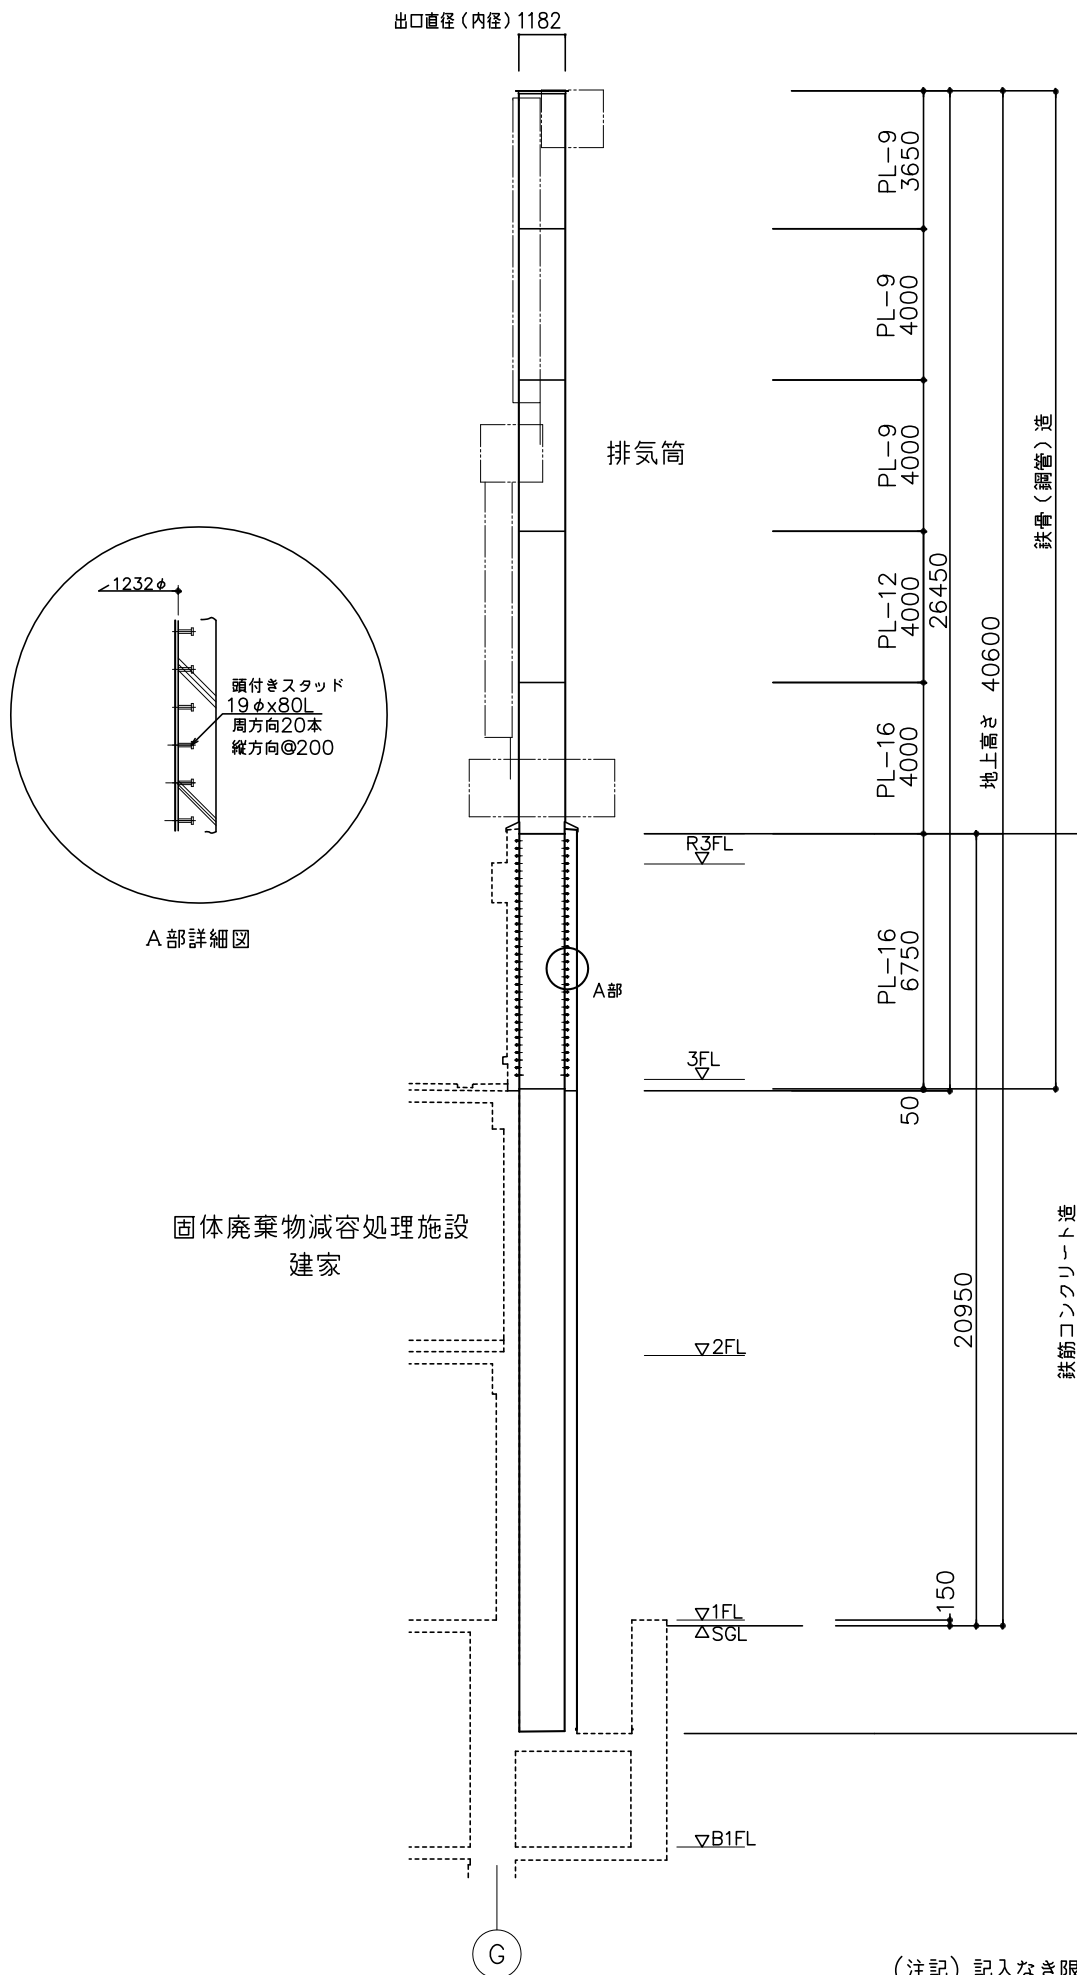 出口直径（内径）1182
PL-9
3650
PL-9
4000
PL-9
4000
PL-12
4000
PL-16
4000
PL-16
6750
50
26450
地上高さ 40600
鉄骨（鋼管）造
20950
鉄筋コンクリート造
150
排気筒
1232φ
頭付きスタッド
19φx80L
周方向20本
縦方向@200
A部詳細図
A部
R3FL
3FL
固体廃棄物減容処理施設
建家
2FL
1FL
SGL
B1FL
G
（注記）記入なき限